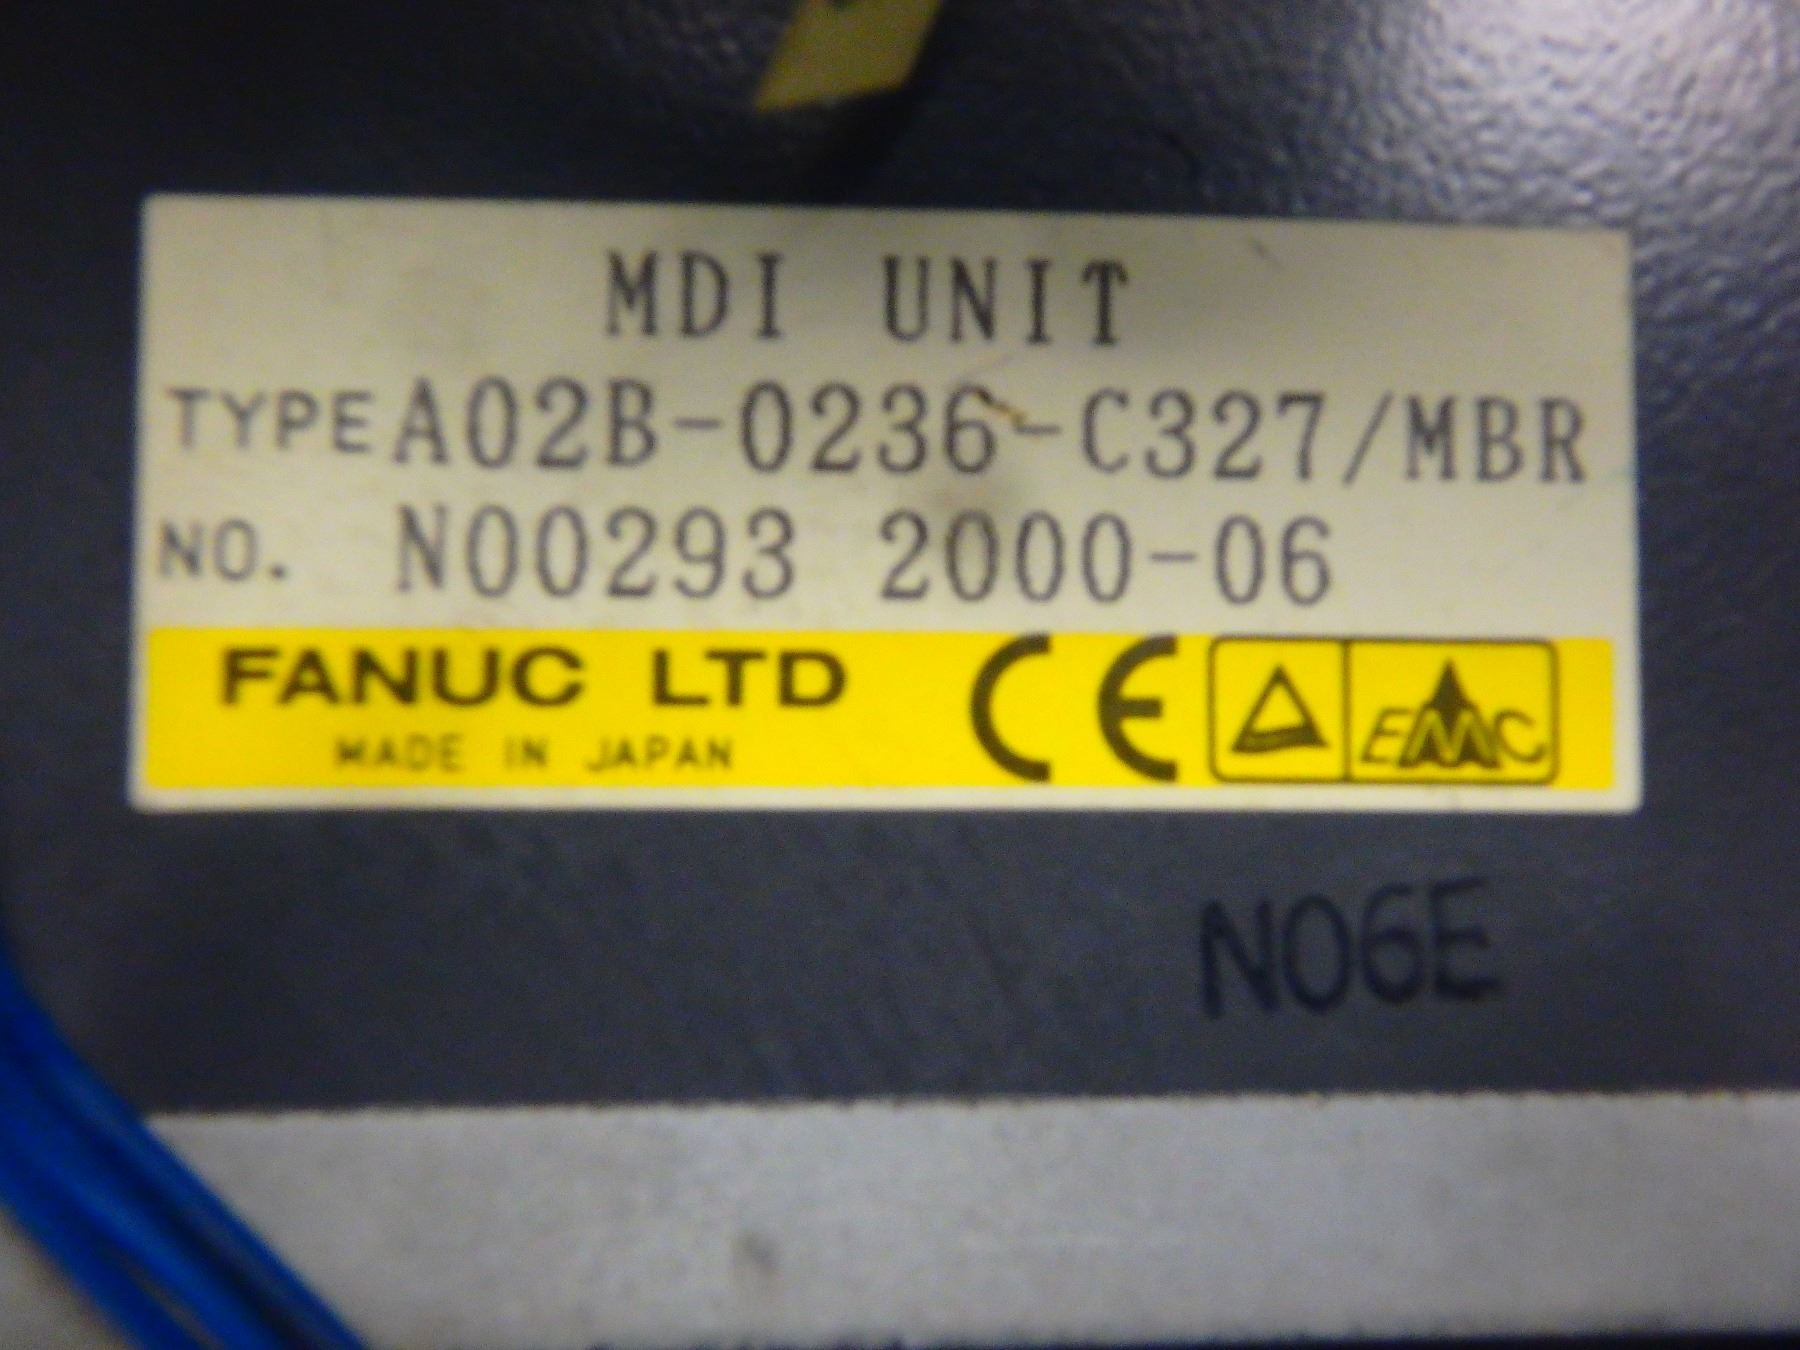 MDI UNIT
TYPE A02B-0236-C327/MBR
NO. N00293 2000-06
FANUC LTD
MADE IN JAPAN
CE
EMC
N06E